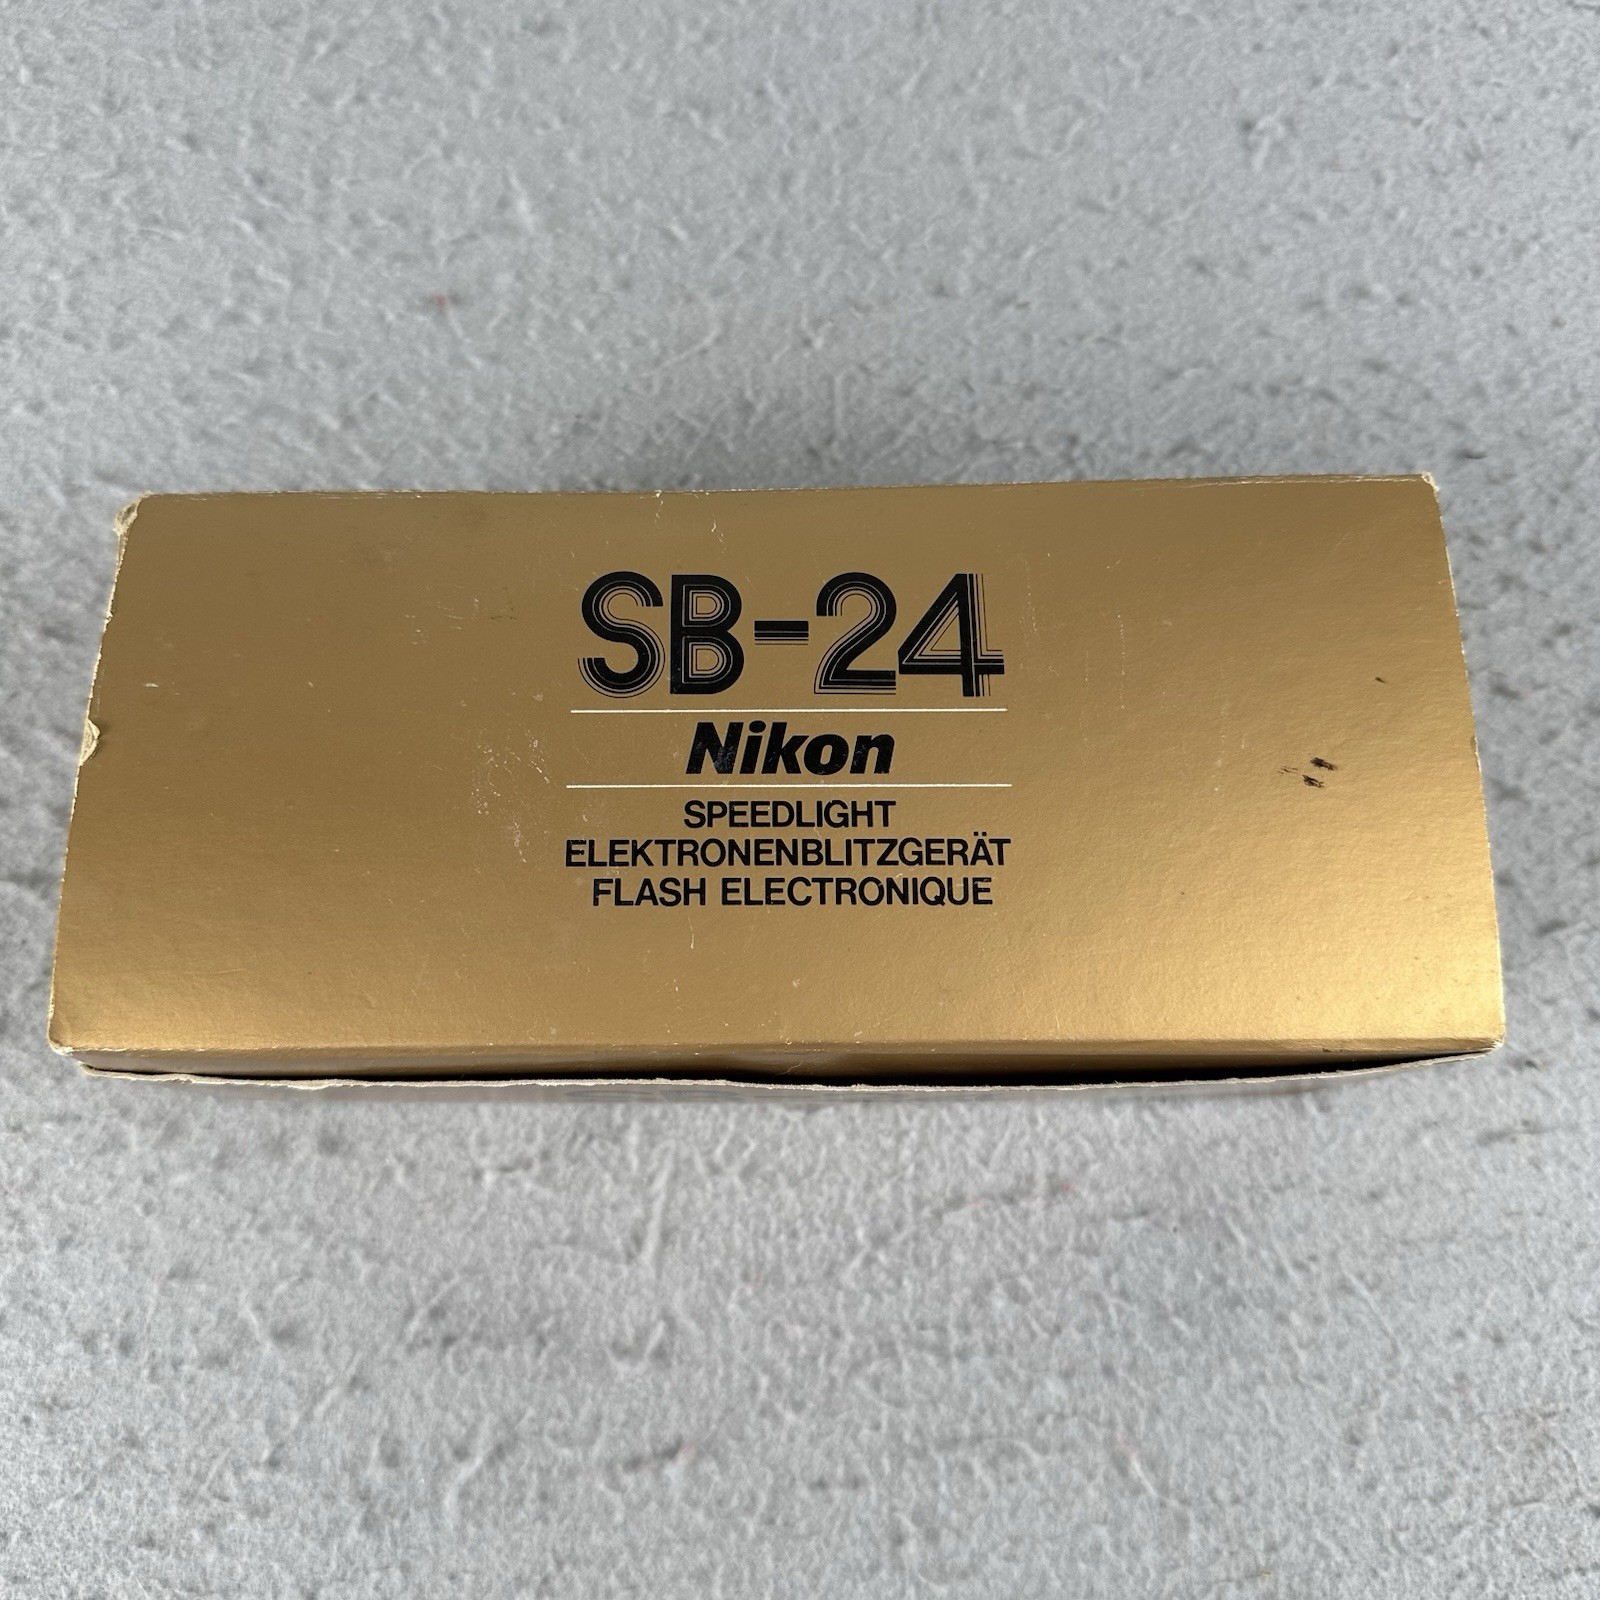 SB-24
Nikon
SPEEDLIGHT
ELEKTRONENBLITZGERÄT
FLASH ELECTRONIQUE